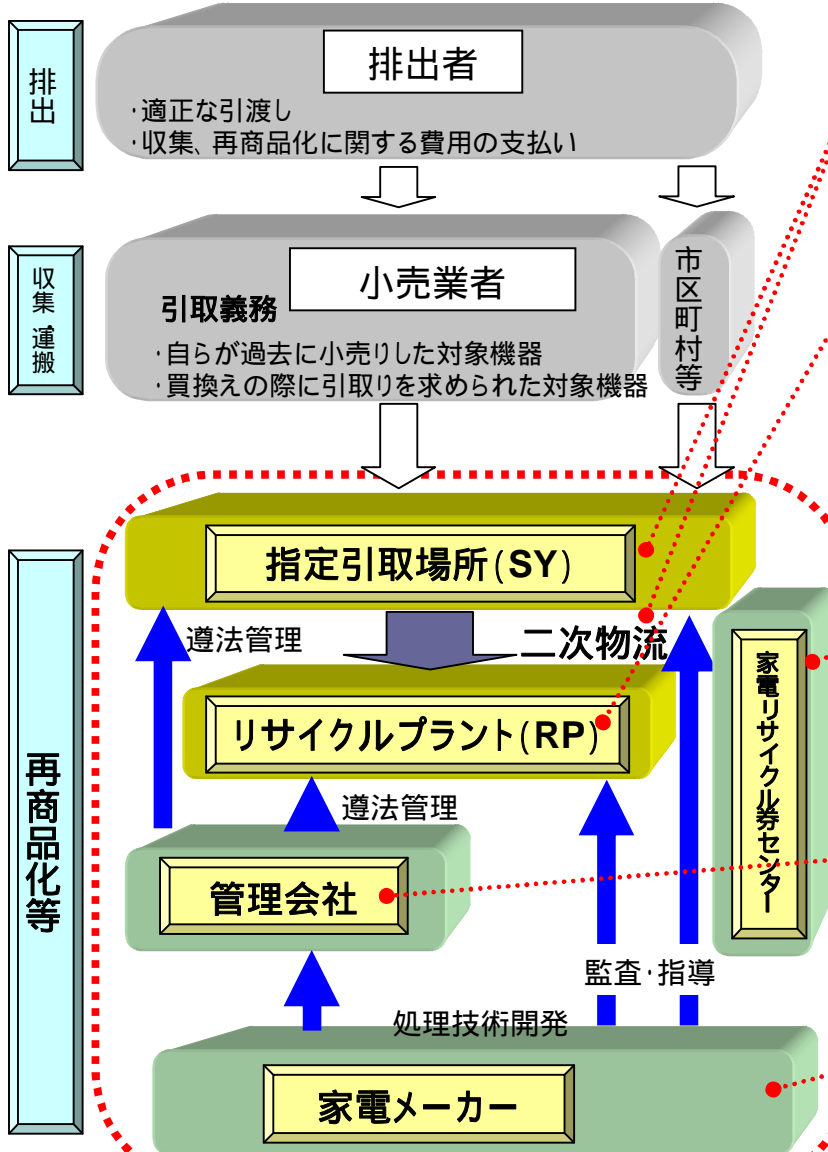 排出
排出者
・適正な引渡し
・収集、再商品化に関する費用の支払い
収集 運搬
小売業者
引取義務
・自らが過去に小売りした対象機器
・買換えの際に引取りを求められた対象機器
市区町村等
再商品化等
指定引取場所(SY)
遵法管理
二次物流
リサイクルプラント(RP)
遵法管理
家電リサイクル券センター
管理会社
監査・指導
処理技術開発
家電メーカー